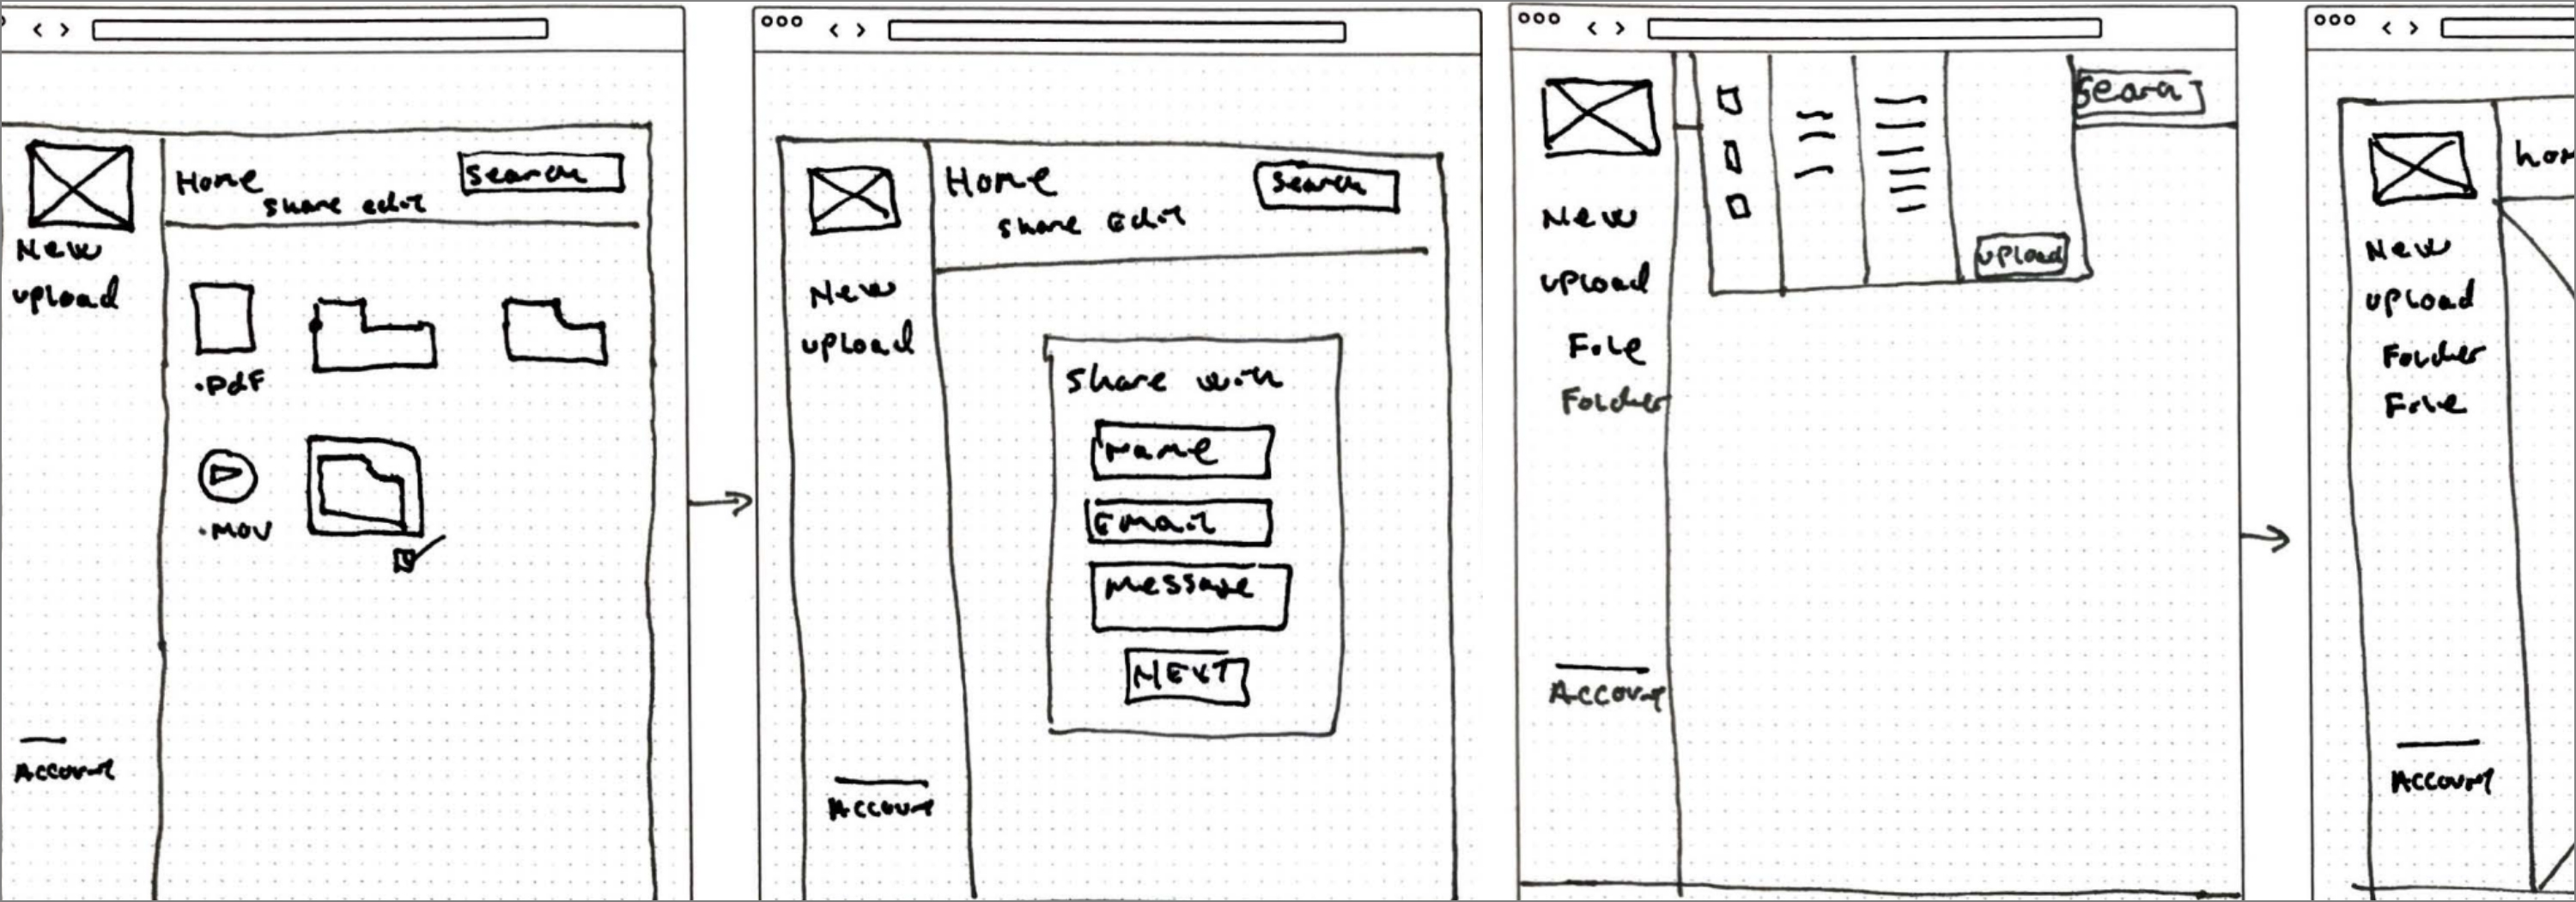 Home
Search
share edit
New
upload
.Pdf
.Mov
Account
Home
Search
share Edit
New
upload
share with
Name
Email
Message
NEXT
Account
Search
New
upload
upload
File
Folder
Account
hom
New
upload
Folder
File
Account